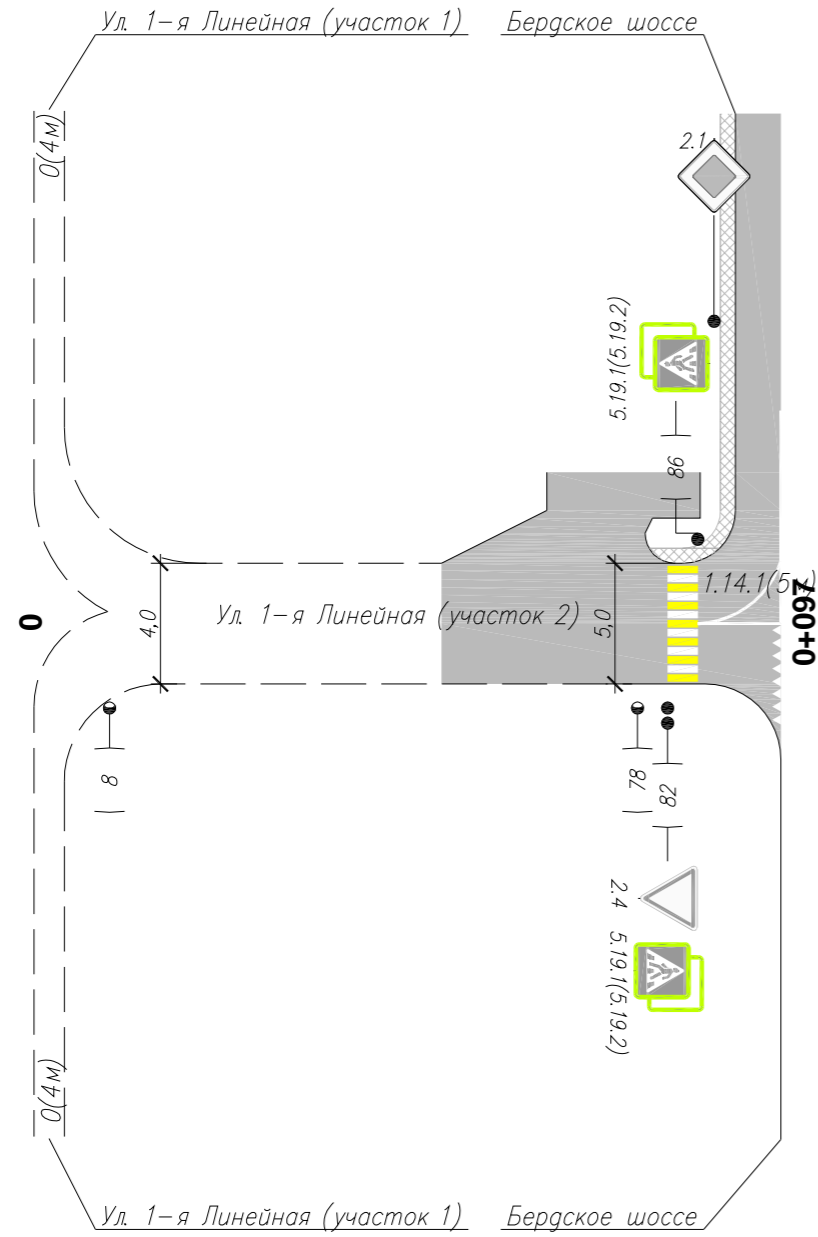 Ул. 1-я Линейная (участок 1)
Бердское шоссе
0(4м)
2.1
5.19.1(5.19.2)
86
1.14.1(5
0
4,0
Ул. 1-я Линейная (участок 2)
5,0
0+097
8
78
82
2.4
5.19.1(5.19.2)
0(4м)
Ул. 1-я Линейная (участок 1)
Бердское шоссе